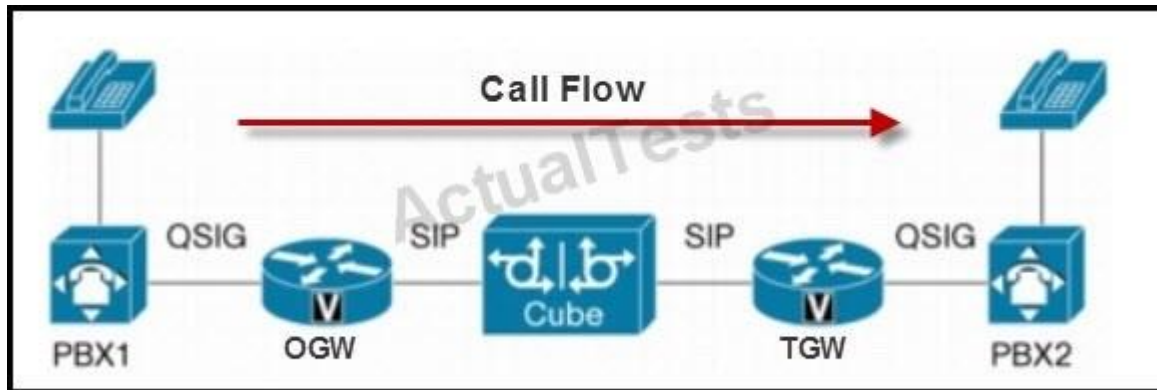 Call Flow
ActualTests
QSIG
SIP
SIP
QSIG
V
Cube
V
PBX1
OGW
TGW
PBX2